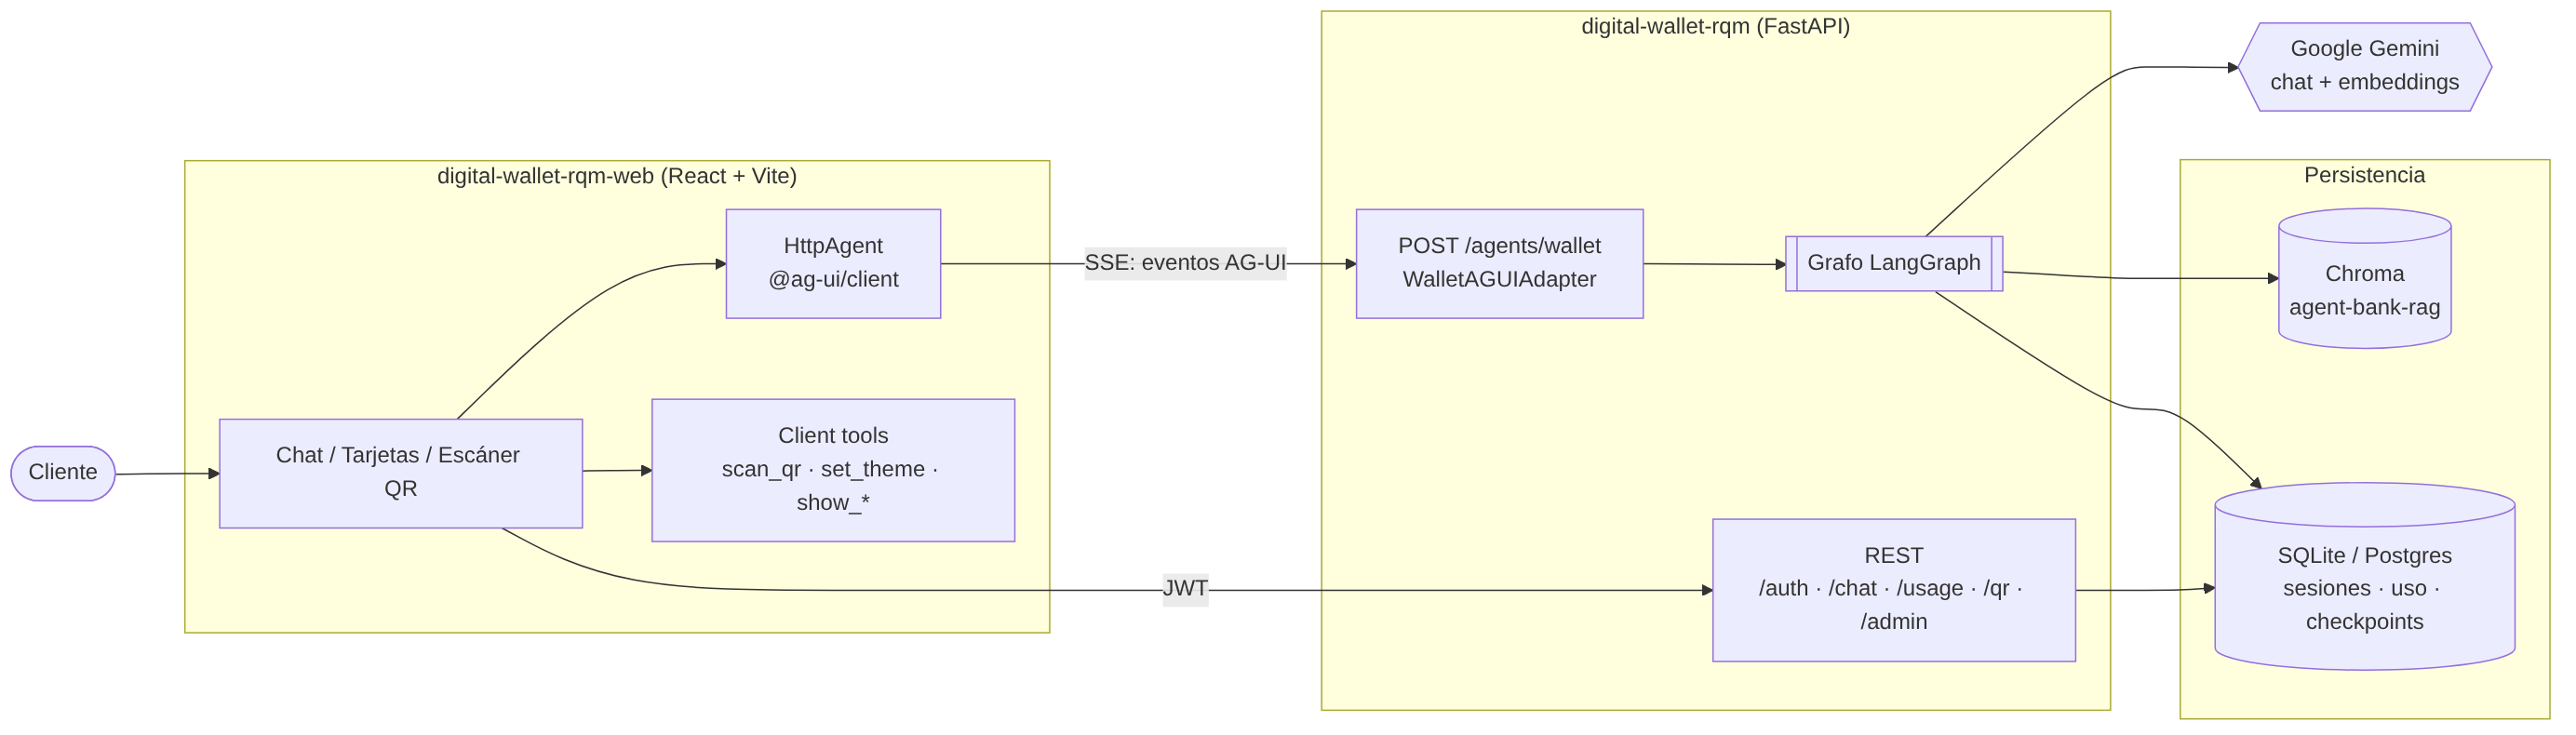 Cliente
digital-wallet-rqm-web (React + Vite)
Chat / Tarjetas / Escáner
QR
HttpAgent
@ag-ui/client
Client tools
scan_qr · set_theme ·
show_*
SSE: eventos AG-UI
JWT
digital-wallet-rqm (FastAPI)
POST /agents/wallet
WalletAGUIAdapter
Grafo LangGraph
REST
/auth · /chat · /usage · /qr ·
/admin
Google Gemini
chat + embeddings
Persistencia
Chroma
agent-bank-rag
SQLite / Postgres
sesiones · uso ·
checkpoints